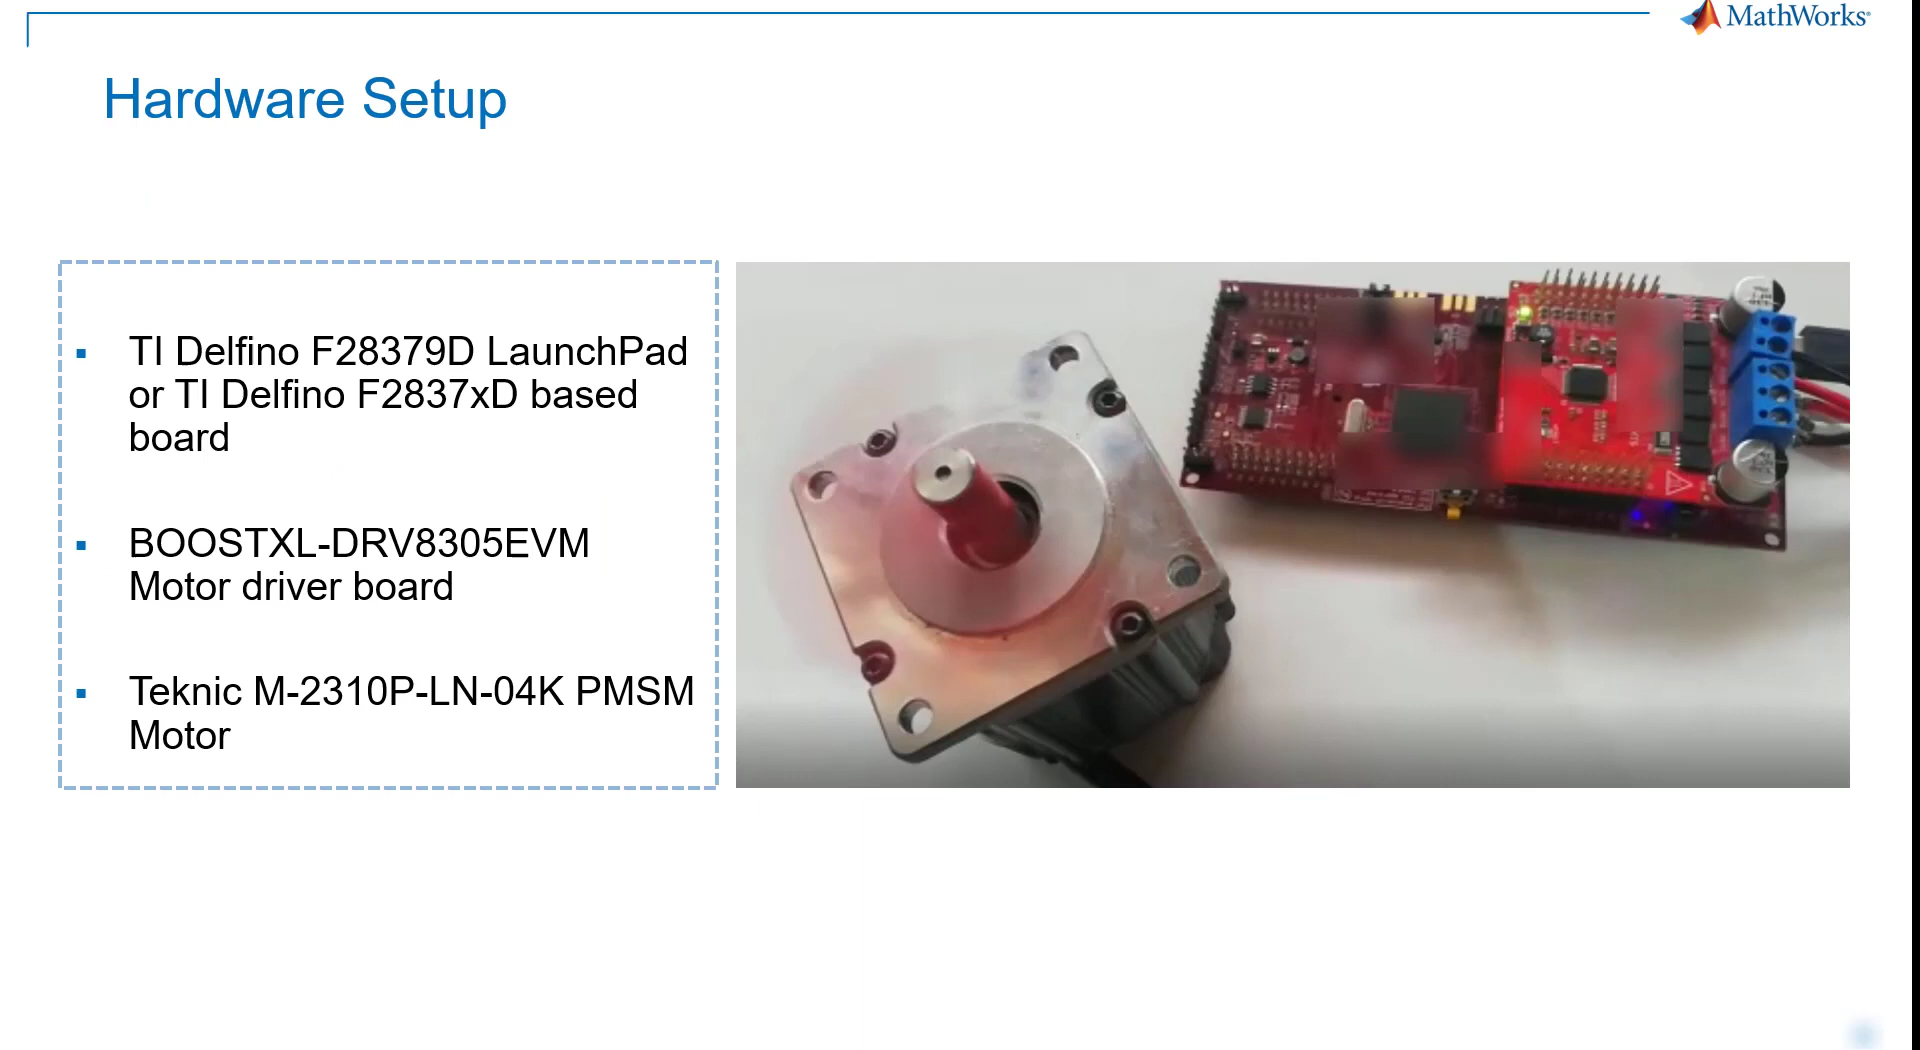 MathWorks®
Hardware Setup
▪ TI Delfino F28379D LaunchPad
or TI Delfino F2837xD based
board
▪ BOOSTXL-DRV8305EVM
Motor driver board
▪ Teknic M-2310P-LN-04K PMSM
Motor